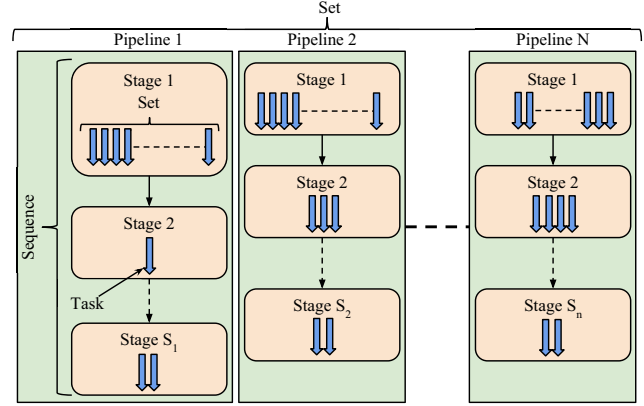 Set
Pipeline 1
Pipeline 2
Pipeline N
Stage 1
Set
Stage 2
Task
Stage S1
Sequence
Stage 1
Stage 2
Stage S2
Stage 1
Stage 2
Stage Sn